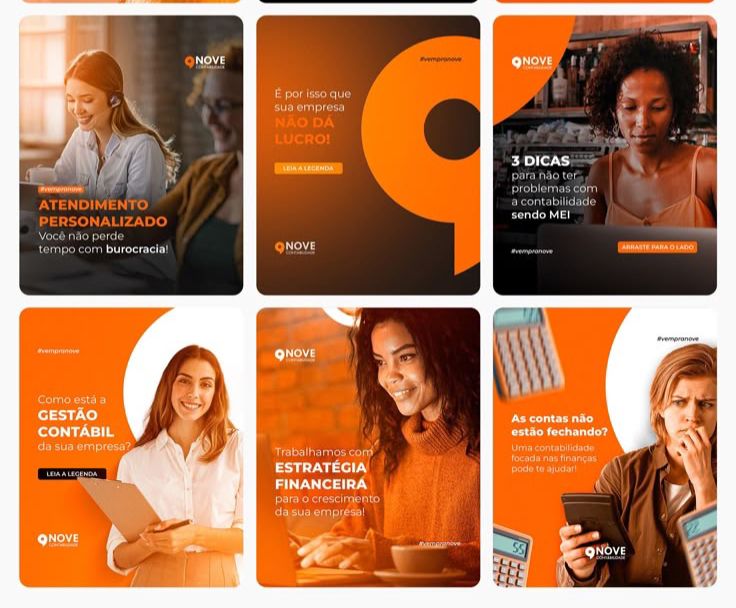 NOVE
CONTABILIDADE
#vempranove
ATENDIMENTO
PERSONALIZADO
Você não perde
tempo com burocracia!
#vempranove
É por isso que
sua empresa
NÃO DÁ
LUCRO!
LEIA A LEGENDA
NOVE
CONTABILIDADE
NOVE
CONTABILIDADE
3 DICAS
para não ter
problemas com
a contabilidade
sendo MEI
#vempranove
ARRASTE PARA O LADO
#vempranove
Como está a
GESTÃO
CONTÁBIL
da sua empresa?
LEIA A LEGENDA
NOVE
CONTABILIDADE
NOVE
CONTABILIDADE
Trabalhamos com
ESTRATÉGIA
FINANCEIRA
para o crescimento
da sua empresa!
#vempranove
#vempranove
As contas não
estão fechando?
Uma contabilidade
focada nas finanças
pode te ajudar!
NOVE
CONTABILIDADE